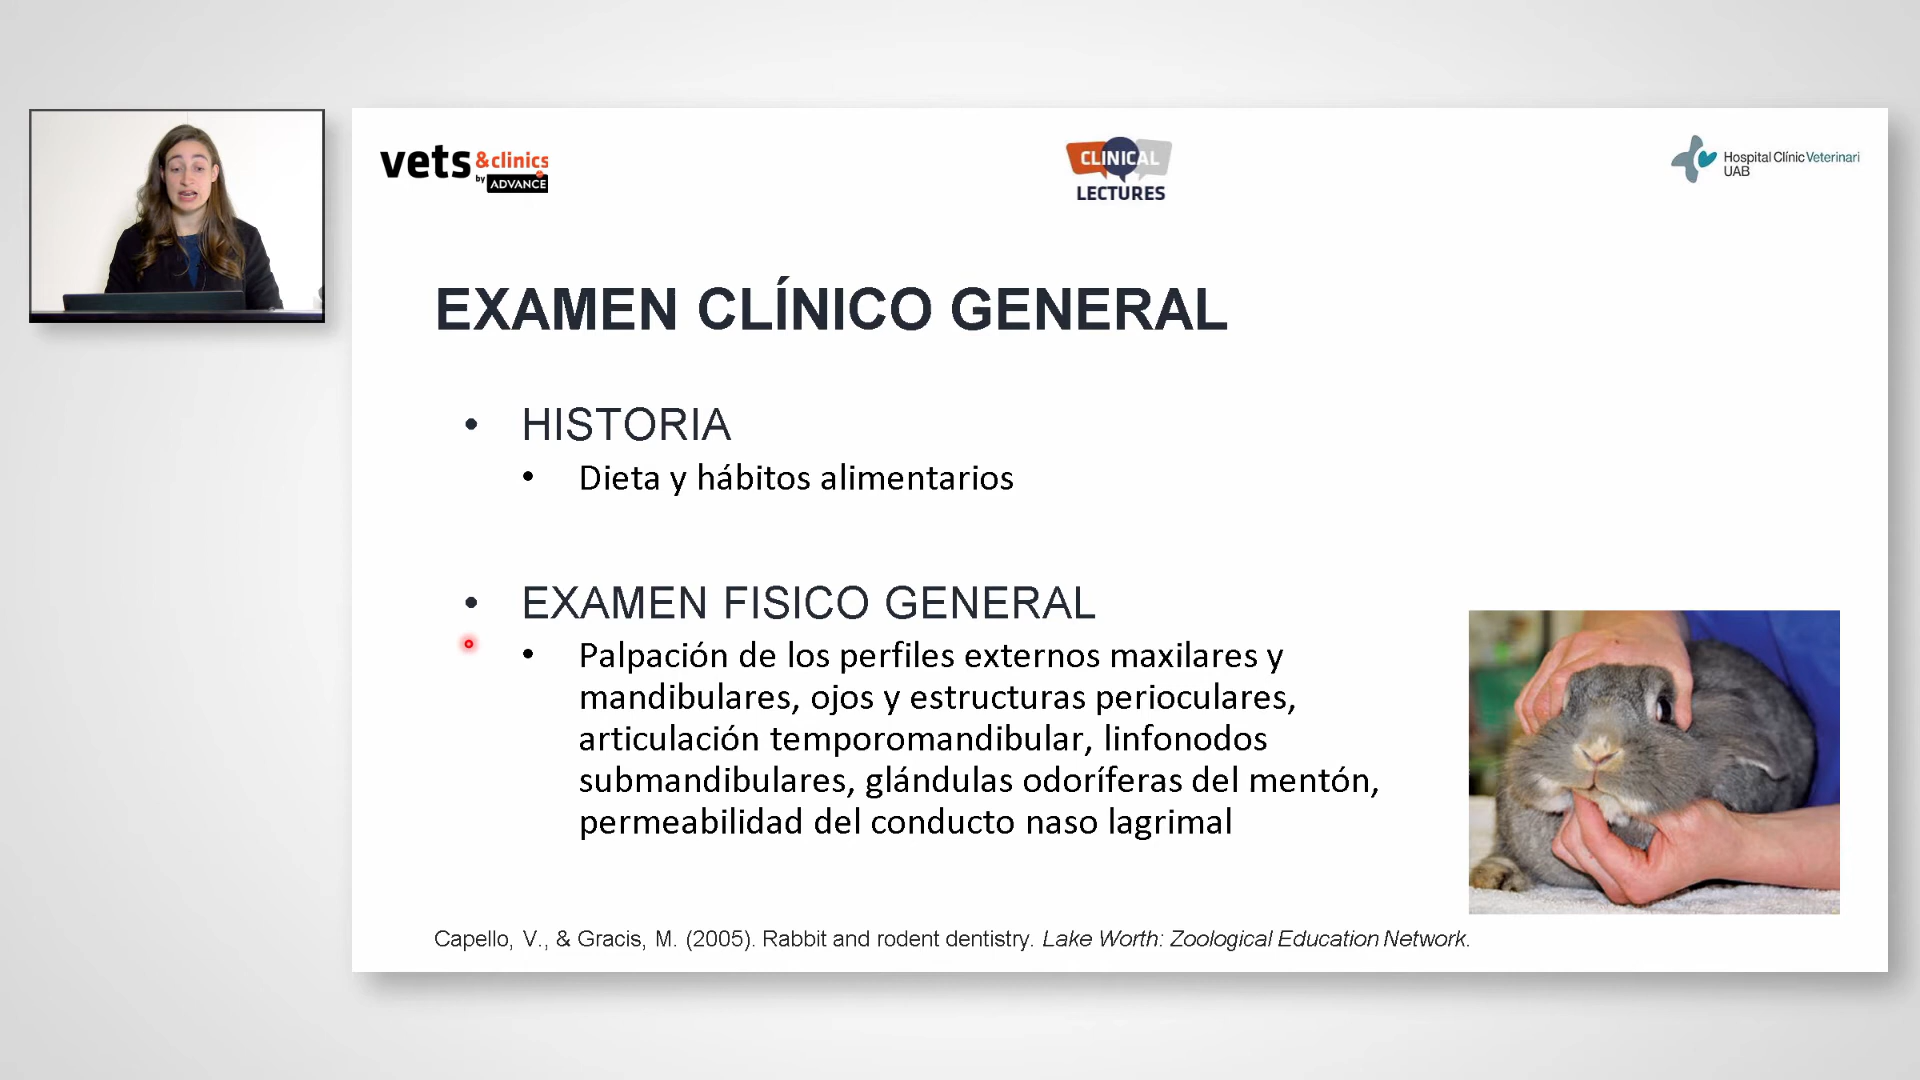 vets &clinics
by ADVANCE
CLINICAL
LECTURES
Hospital Clínic Veterinari
UAB
EXAMEN CLÍNICO GENERAL
• HISTORIA
• Dieta y hábitos alimentarios
• EXAMEN FISICO GENERAL
• Palpación de los perfiles externos maxilares y
mandibulares, ojos y estructuras perioculares,
articulación temporomandibular, linfonodos
submandibulares, glándulas odoríferas del mentón,
permeabilidad del conducto naso lagrimal
Capello, V., & Gracis, M. (2005). Rabbit and rodent dentistry. Lake Worth: Zoological Education Network.